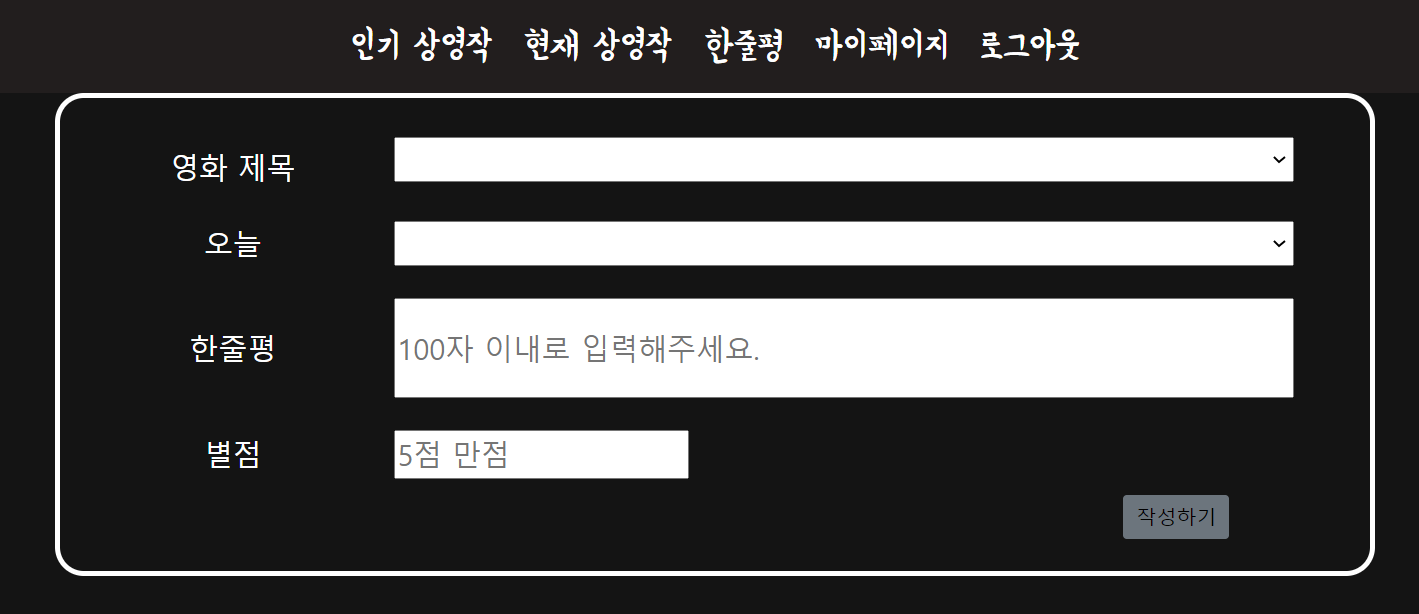 인기 상영작 현재 상영작 한줄평 마이페이지 로그아웃
영화 제목
오늘
한줄평 100자 이내로 입력해주세요.
별점 5점 만점
작성하기